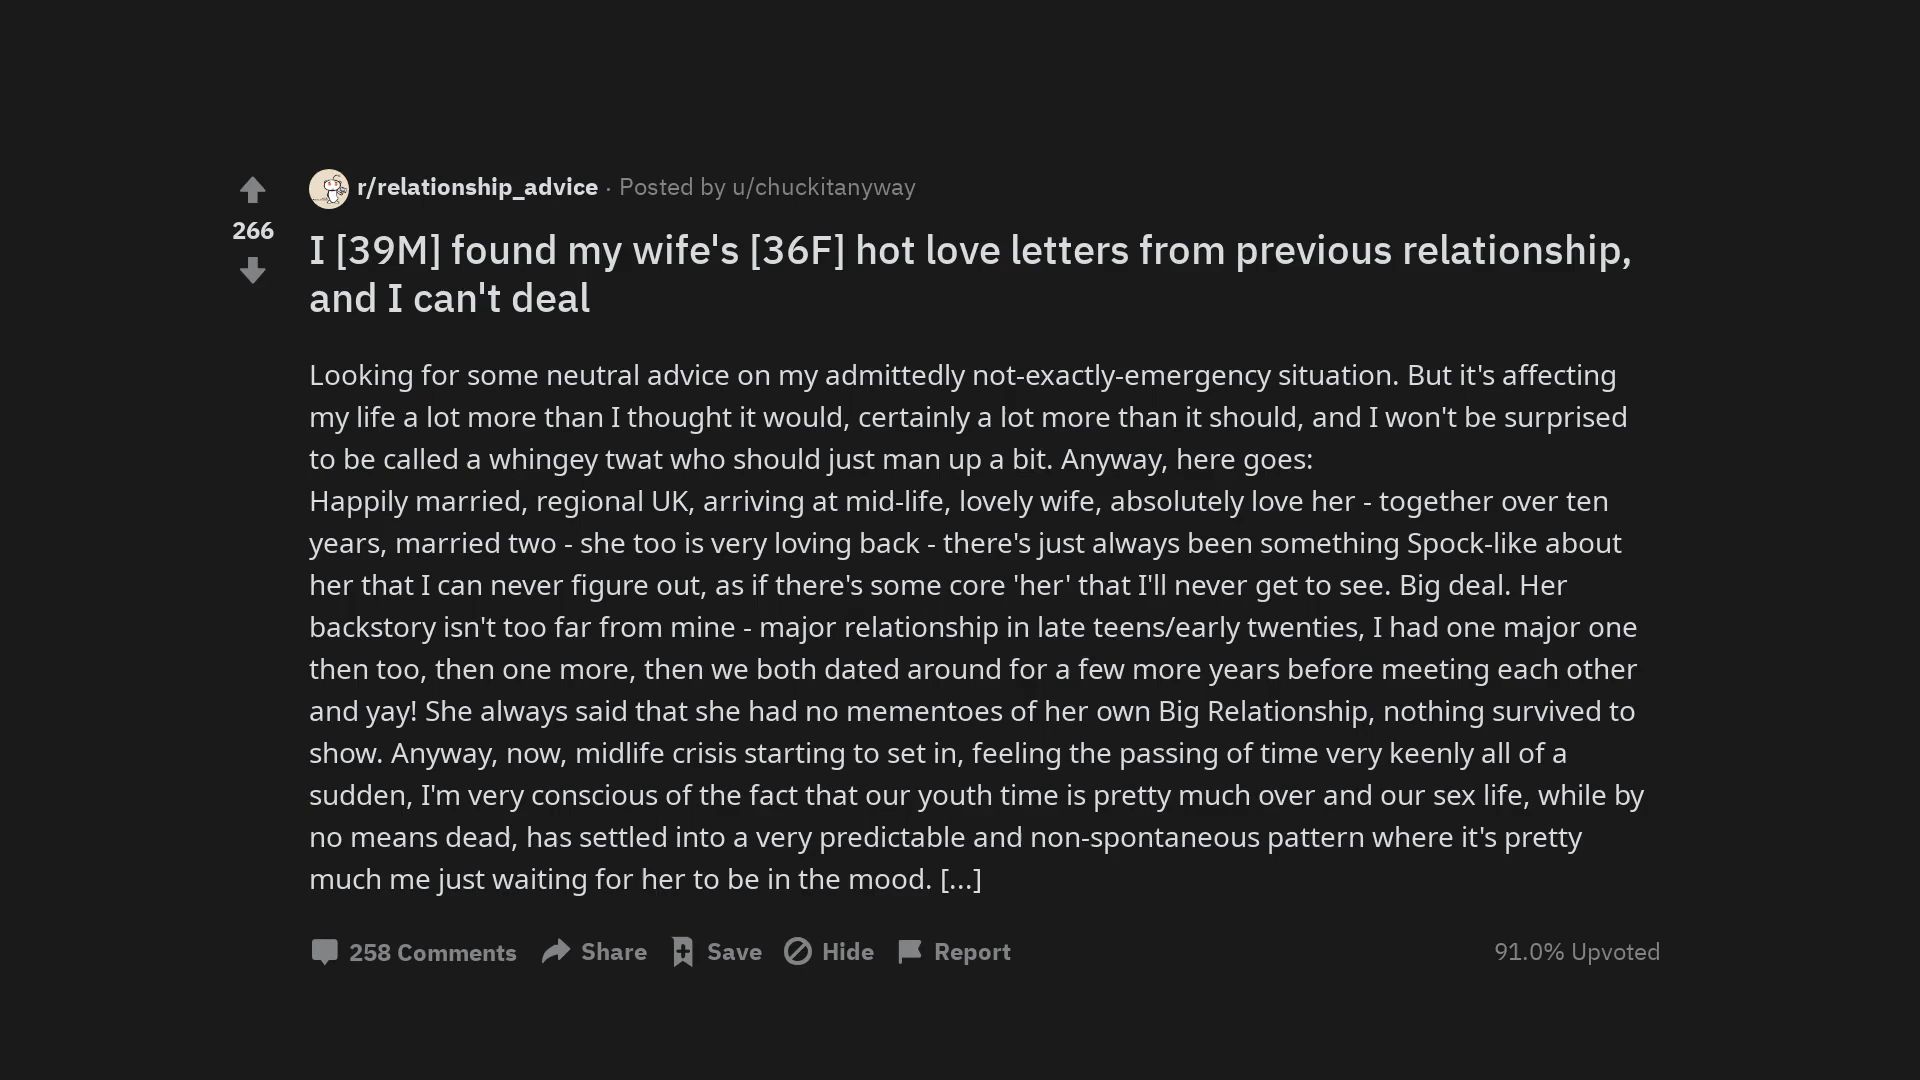 r/relationship_advice · Posted by u/chuckitanyway
266
I [39M] found my wife's [36F] hot love letters from previous relationship,
and I can't deal
Looking for some neutral advice on my admittedly not-exactly-emergency situation. But it's affecting
my life a lot more than I thought it would, certainly a lot more than it should, and I won't be surprised
to be called a whingey twat who should just man up a bit. Anyway, here goes:
Happily married, regional UK, arriving at mid-life, lovely wife, absolutely love her - together over ten
years, married two - she too is very loving back - there's just always been something Spock-like about
her that I can never figure out, as if there's some core 'her' that I'll never get to see. Big deal. Her
backstory isn't too far from mine - major relationship in late teens/early twenties, I had one major one
then too, then one more, then we both dated around for a few more years before meeting each other
and yay! She always said that she had no mementoes of her own Big Relationship, nothing survived to
show. Anyway, now, midlife crisis starting to set in, feeling the passing of time very keenly all of a
sudden, I'm very conscious of the fact that our youth time is pretty much over and our sex life, while by
no means dead, has settled into a very predictable and non-spontaneous pattern where it's pretty
much me just waiting for her to be in the mood. [...]
258 Comments Share Save Hide Report 91.0% Upvoted